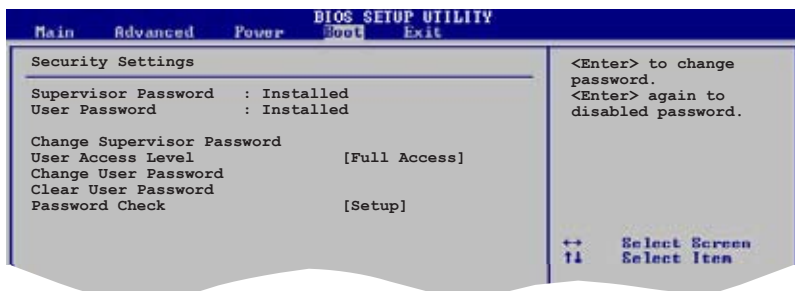 BIOS SETUP UTILITY
Main Advanced Power Boot Exit
Security Settings
Supervisor Password : Installed
User Password : Installed
Change Supervisor Password
User Access Level [Full Access]
Change User Password
Clear User Password
Password Check [Setup]
<Enter> to change
password.
<Enter> again to
disabled password.
↔ Select Screen
↑↓ Select Item